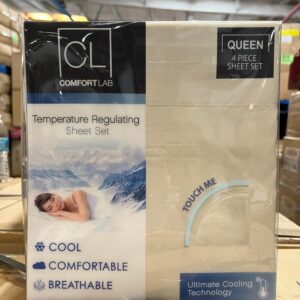 CL
COMFORT LAB
QUEEN
4 PIECE
SHEET SET
Temperature Regulating
Sheet Set
TOUCH ME
COOL
COMFORTABLE
BREATHABLE
Ultimate Cooling
Technology